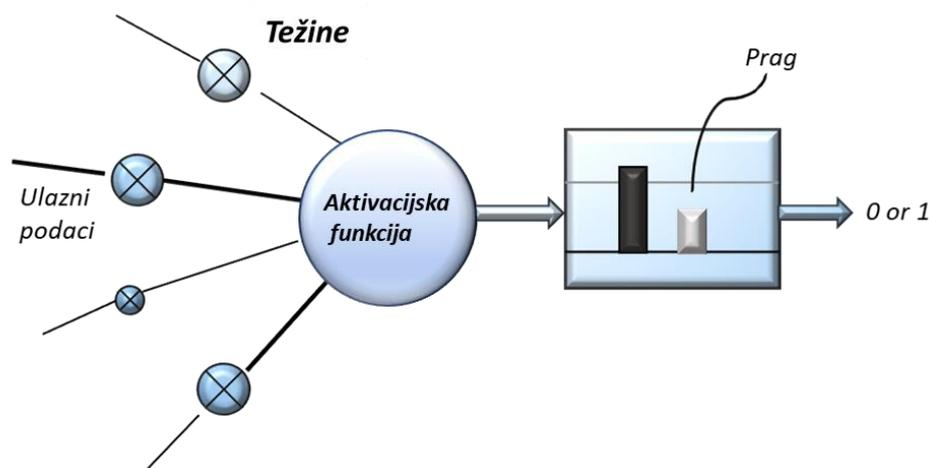 Težine
Prag
Ulazni
podaci
Aktivacijska
funkcija
0 or 1